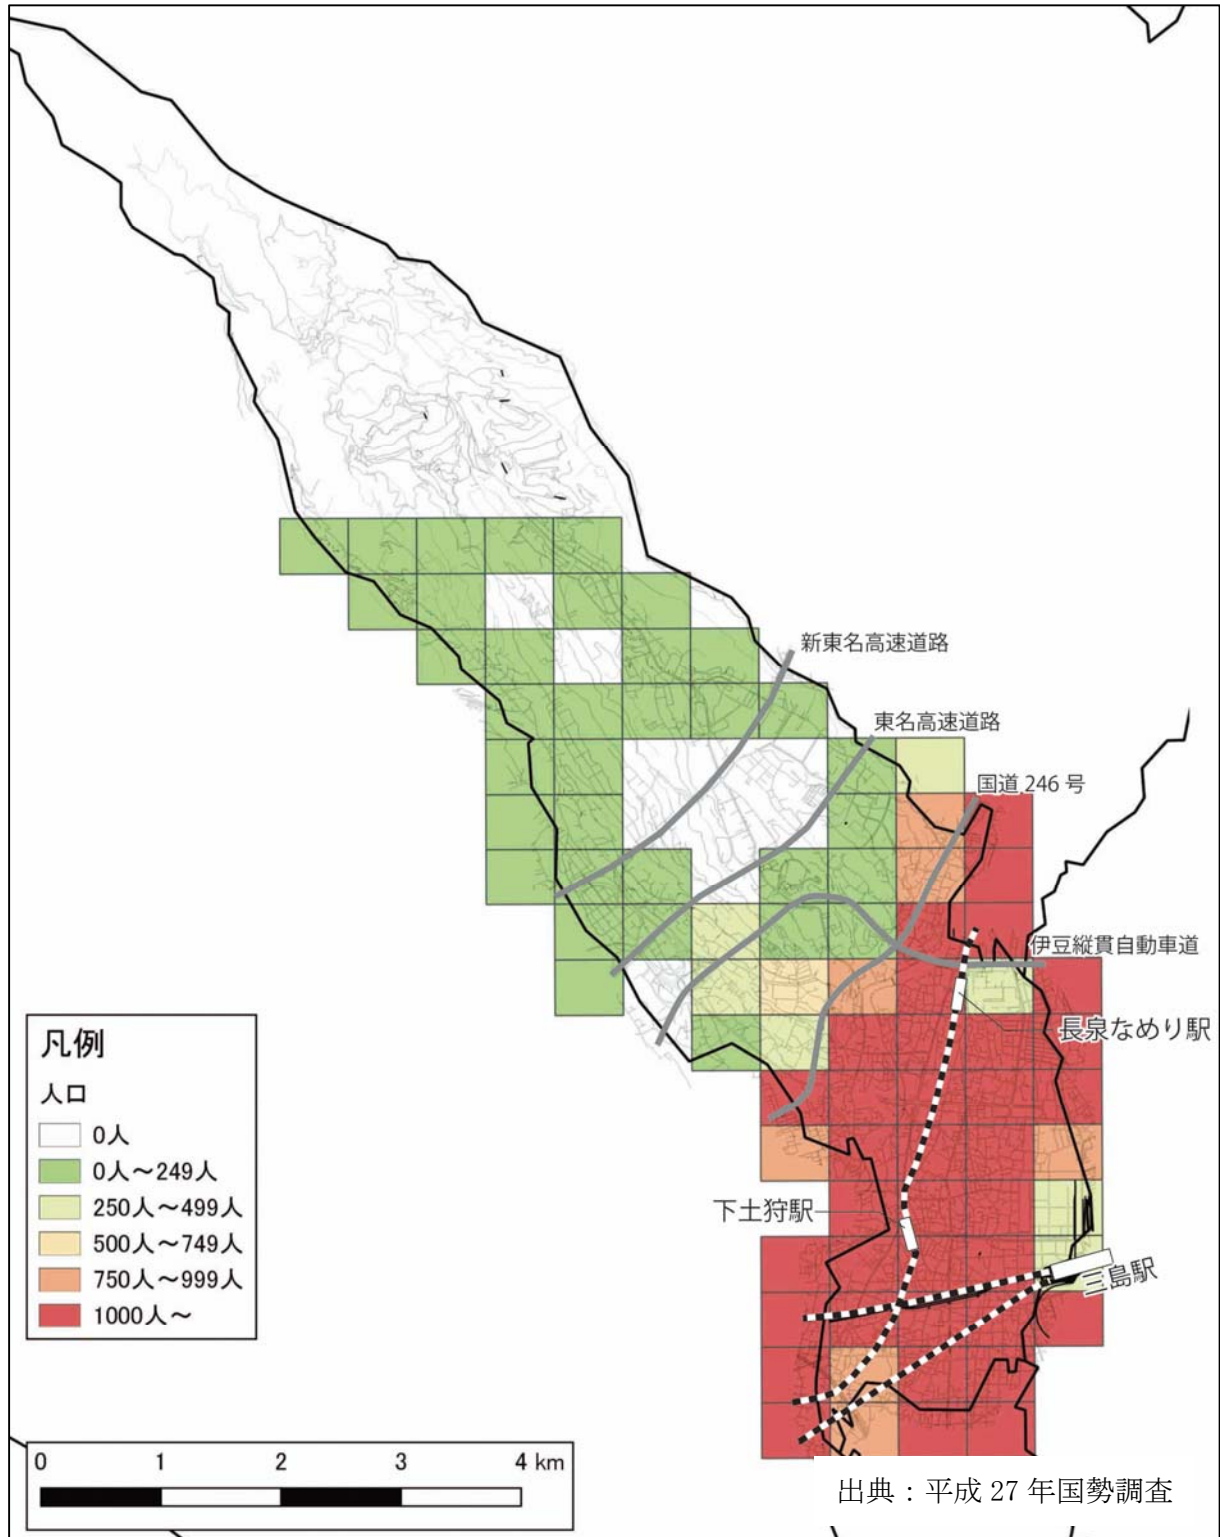 新東名高速道路
東名高速道路
国道 246 号
伊豆縦貫自動車道
長泉なめり駅
下土狩駅
三島駅
凡例
人口
0人
0人～249人
250人～499人
500人～749人
750人～999人
1000人～
0 1 2 3 4 km
出典：平成 27 年国勢調査